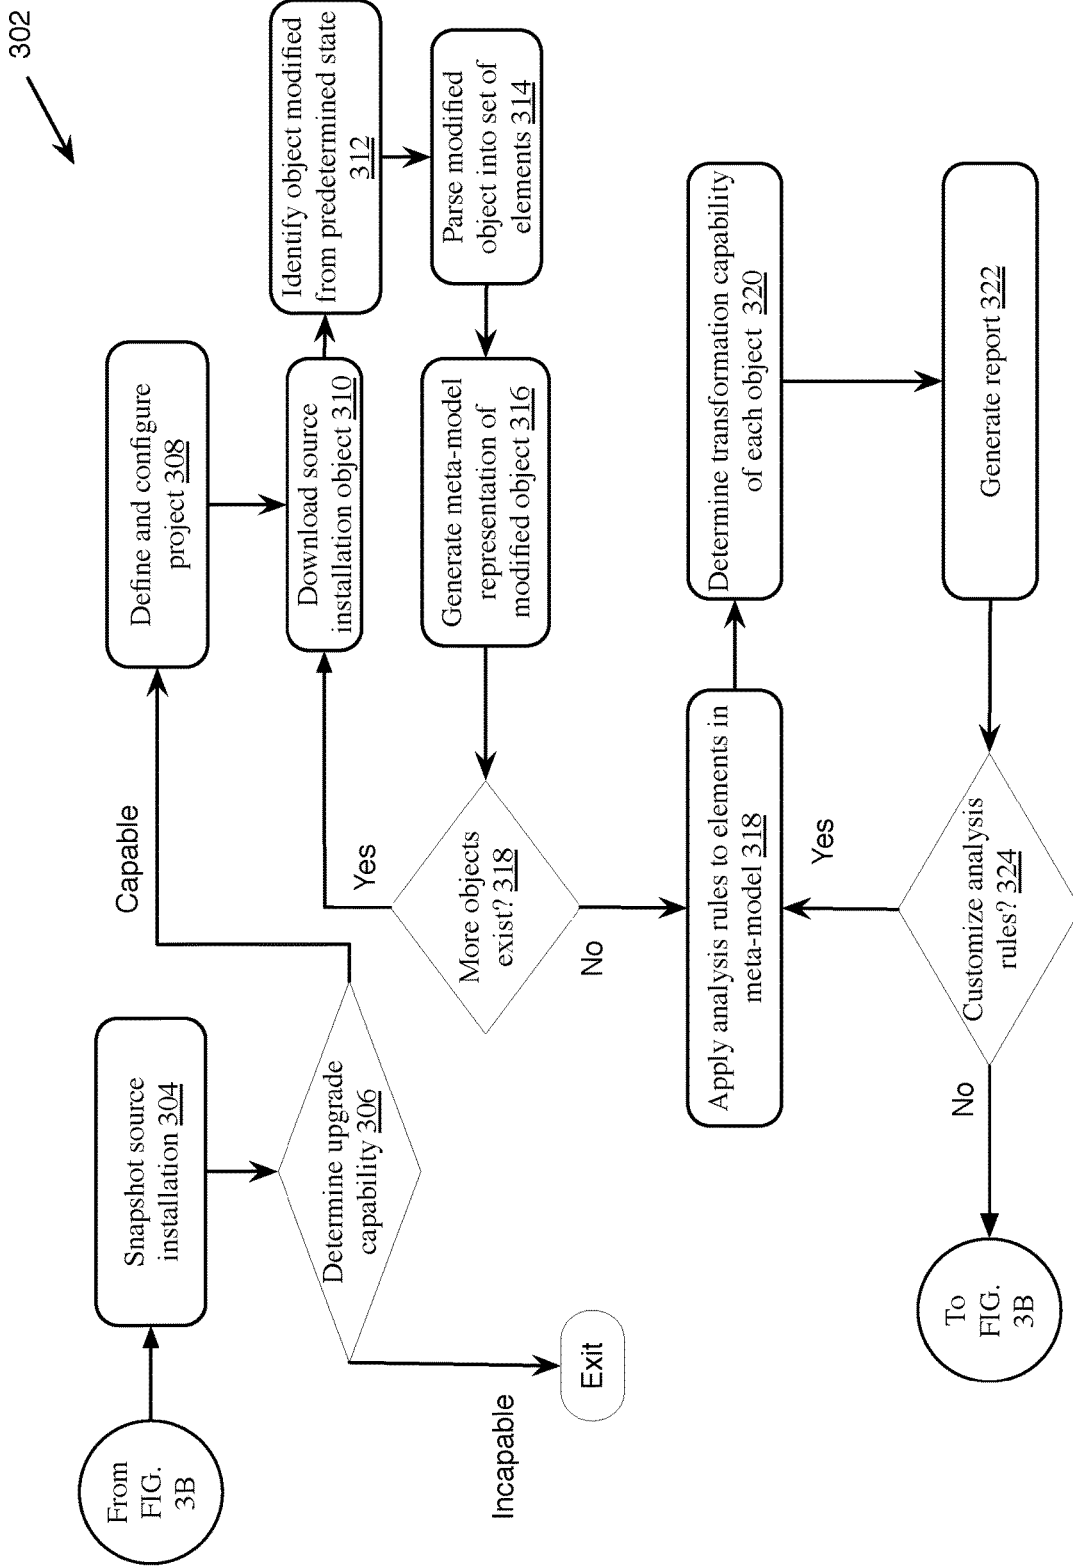 302
From
FIG.
3B
Snapshot source
installation 304
Determine upgrade
capability 306
Incapable
Exit
Capable
Define and configure
project 308
Download source
installation object 310
Identify object modified
from predetermined state
312
Parse modified
object into set of
elements 314
Generate meta-model
representation of
modified object 316
More objects
exist? 318
Yes
No
Apply analysis rules to elements in
meta-model 318
Determine transformation capability
of each object 320
Generate report 322
Customize analysis
rules? 324
Yes
No
To
FIG.
3B